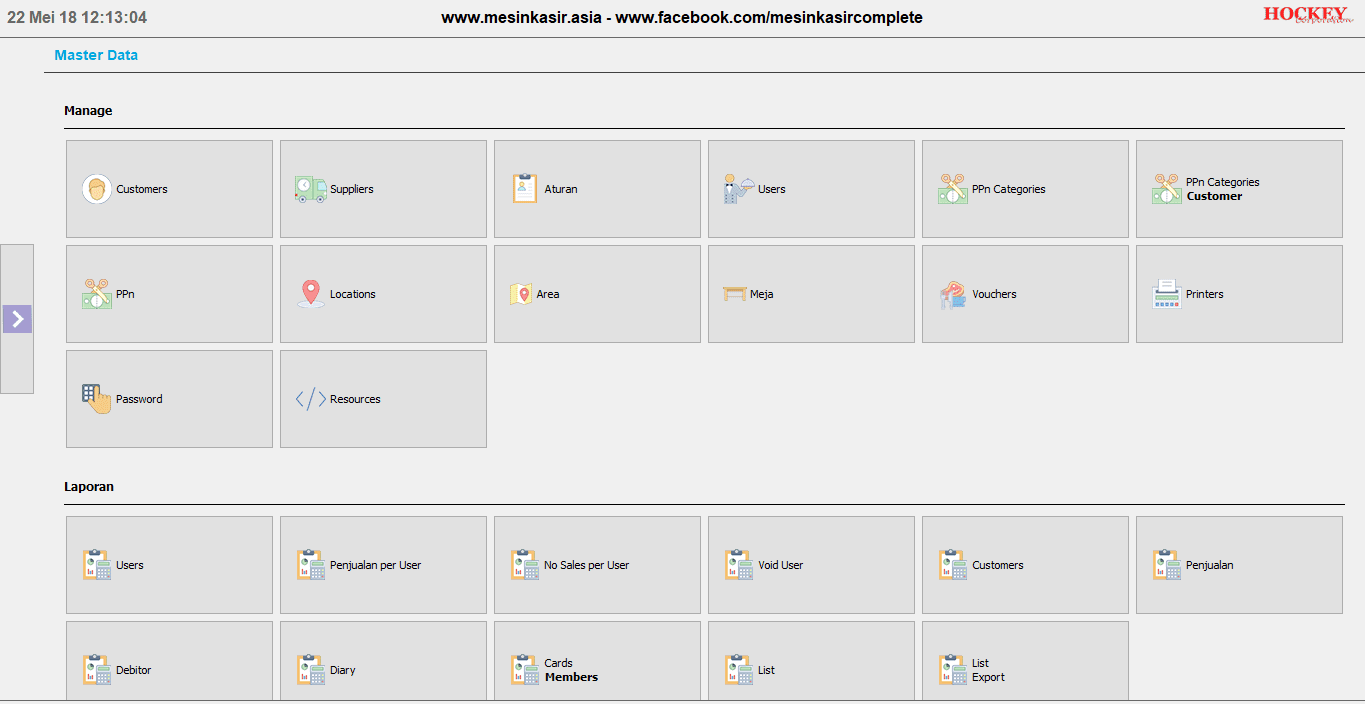 22 Mei 18 12:13:04
www.mesinkasir.asia - www.facebook.com/mesinkasircomplete
HOCKEY
Corporation
Master Data
Manage
Customers
Suppliers
Aturan
Users
PPn Categories
PPn Categories
Customer
PPn
Locations
Area
Meja
Vouchers
Printers
Password
Resources
Laporan
Users
Penjualan per User
No Sales per User
Void User
Customers
Penjualan
Debitor
Diary
Cards
Members
List
List
Export